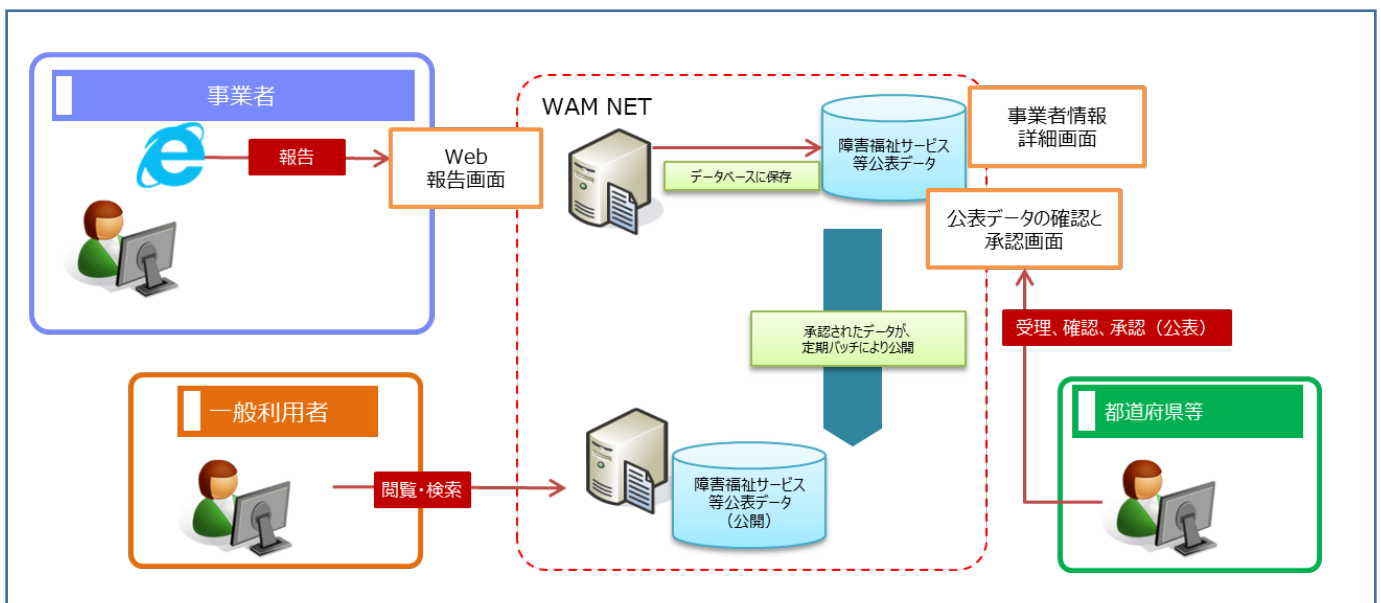 事業者
報告
Web
報告画面
WAM NET
データベースに保存
障害福祉サービス
等公表データ
事業者情報
詳細画面
公表データの確認と
承認画面
承認されたデータが、
定期バッチにより公開
受理、確認、承認（公表）
一般利用者
閲覧・検索
障害福祉サービス
等公表データ
（公開）
都道府県等